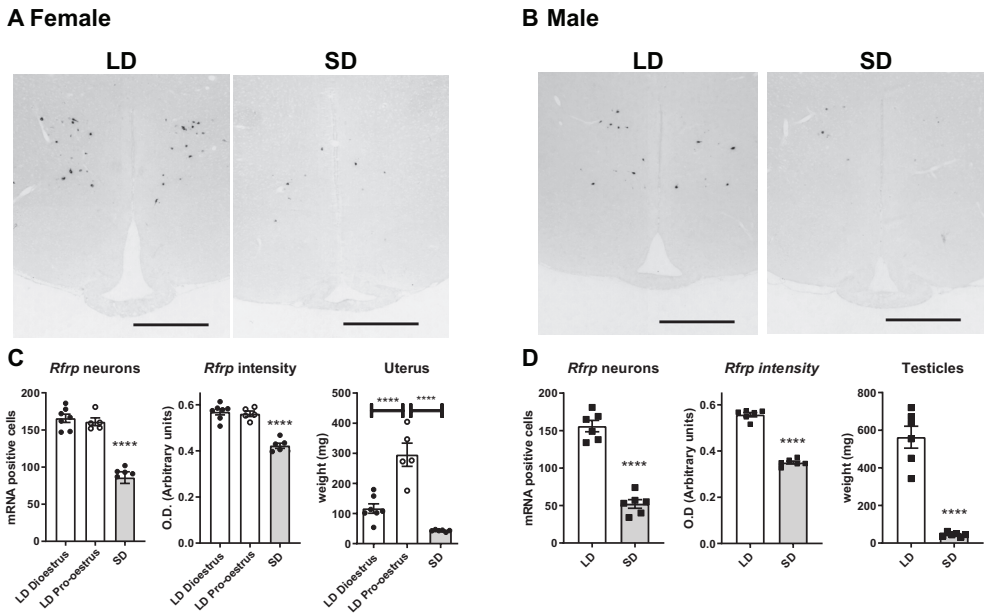 A Female
LD
SD
B Male
LD
SD
C
Rfrp neurons
mRNA positive cells
200
150
100
50
0
****
LD Dioestrus
LD Pro-oestrus
SD
Rfrp intensity
O.D. (Arbitrary units)
0.6
0.4
0.2
0.0
****
LD Dioestrus
LD Pro-oestrus
SD
Uterus
weight (mg)
500
400
300
200
100
0
****
****
LD Dioestrus
LD Pro-oestrus
SD
D
Rfrp neurons
mRNA positive cells
200
150
100
50
0
****
LD
SD
Rfrp intensity
O.D (Arbitrary units)
0.6
0.4
0.2
0.0
****
LD
SD
Testicles
weight (mg)
800
600
400
200
0
****
LD
SD